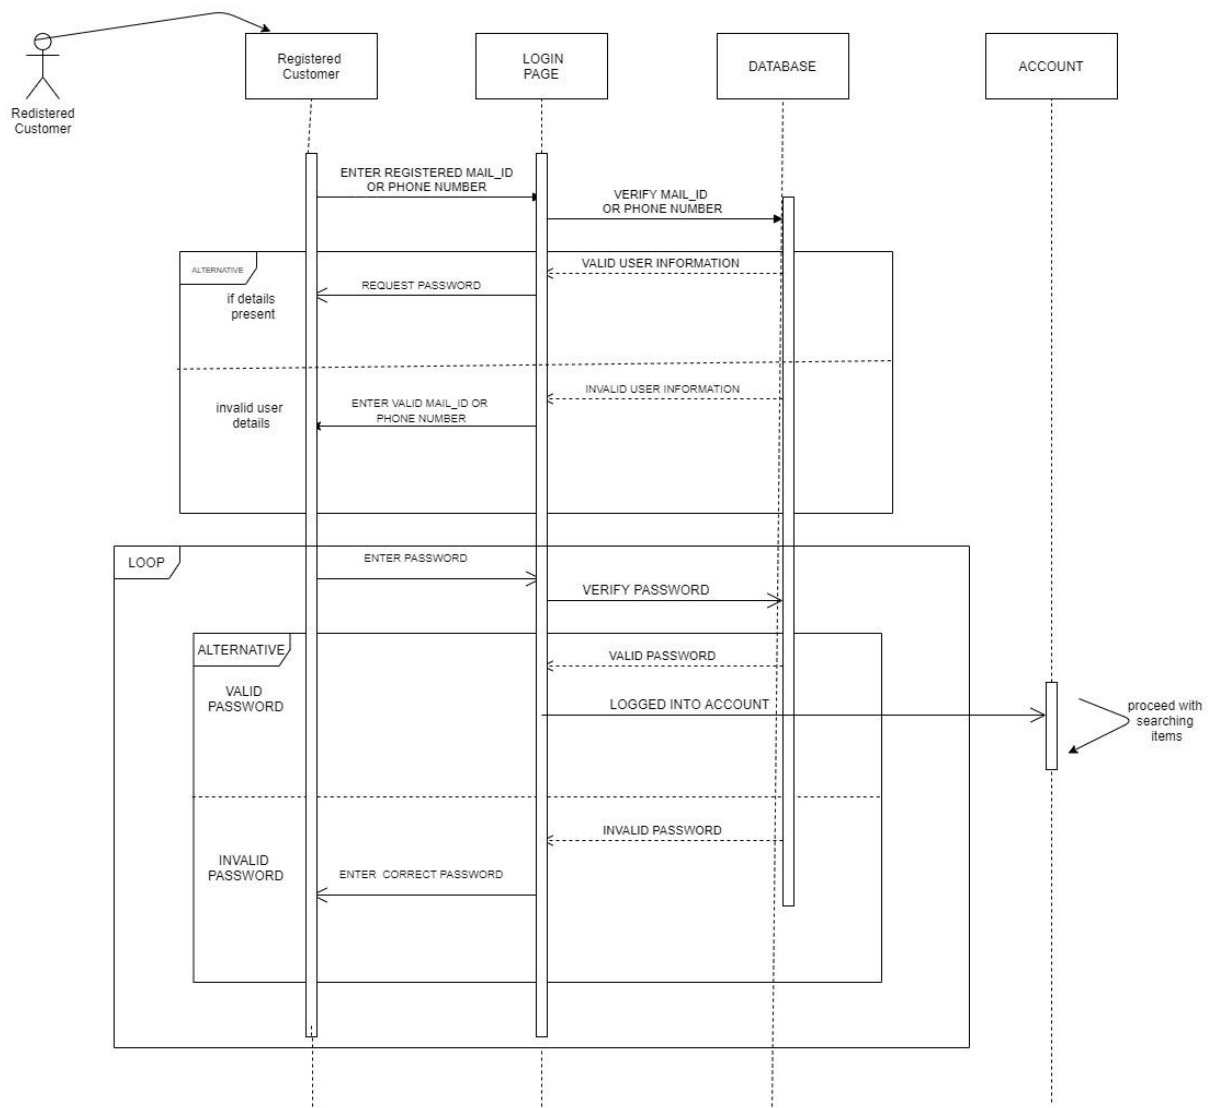 Registered
Customer
LOGIN
PAGE
DATABASE
ACCOUNT
Redistered
Customer
ENTER REGISTERED MAIL_ID
OR PHONE NUMBER
VERIFY MAIL_ID
OR PHONE NUMBER
ALTERNATIVE
VALID USER INFORMATION
REQUEST PASSWORD
if details
present
INVALID USER INFORMATION
invalid user
details
ENTER VALID MAIL_ID OR
PHONE NUMBER
LOOP
ENTER PASSWORD
VERIFY PASSWORD
ALTERNATIVE
VALID PASSWORD
VALID
PASSWORD
LOGGED INTO ACCOUNT
proceed with
searching
items
INVALID PASSWORD
INVALID
PASSWORD
ENTER  CORRECT PASSWORD